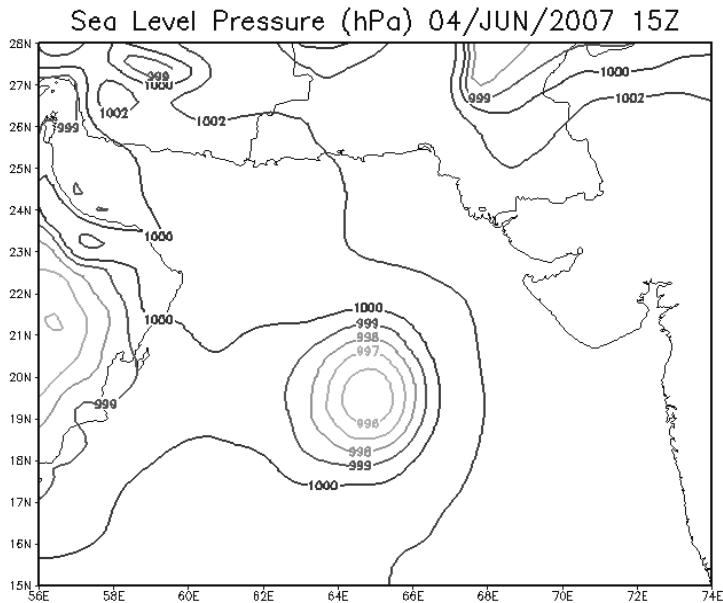 Sea Level Pressure (hPa) 04/JUN/2007 15Z
28N
999
1000
1000
27N
999
1002
1002
1002
26N
999
25N
24N
1000
23N
22N
1000
1000
21N
999
998
997
20N
999
19N
996
998
18N
999
1000
17N
16N
15N
56E 58E 60E 62E 64E 66E 68E 70E 72E 74E